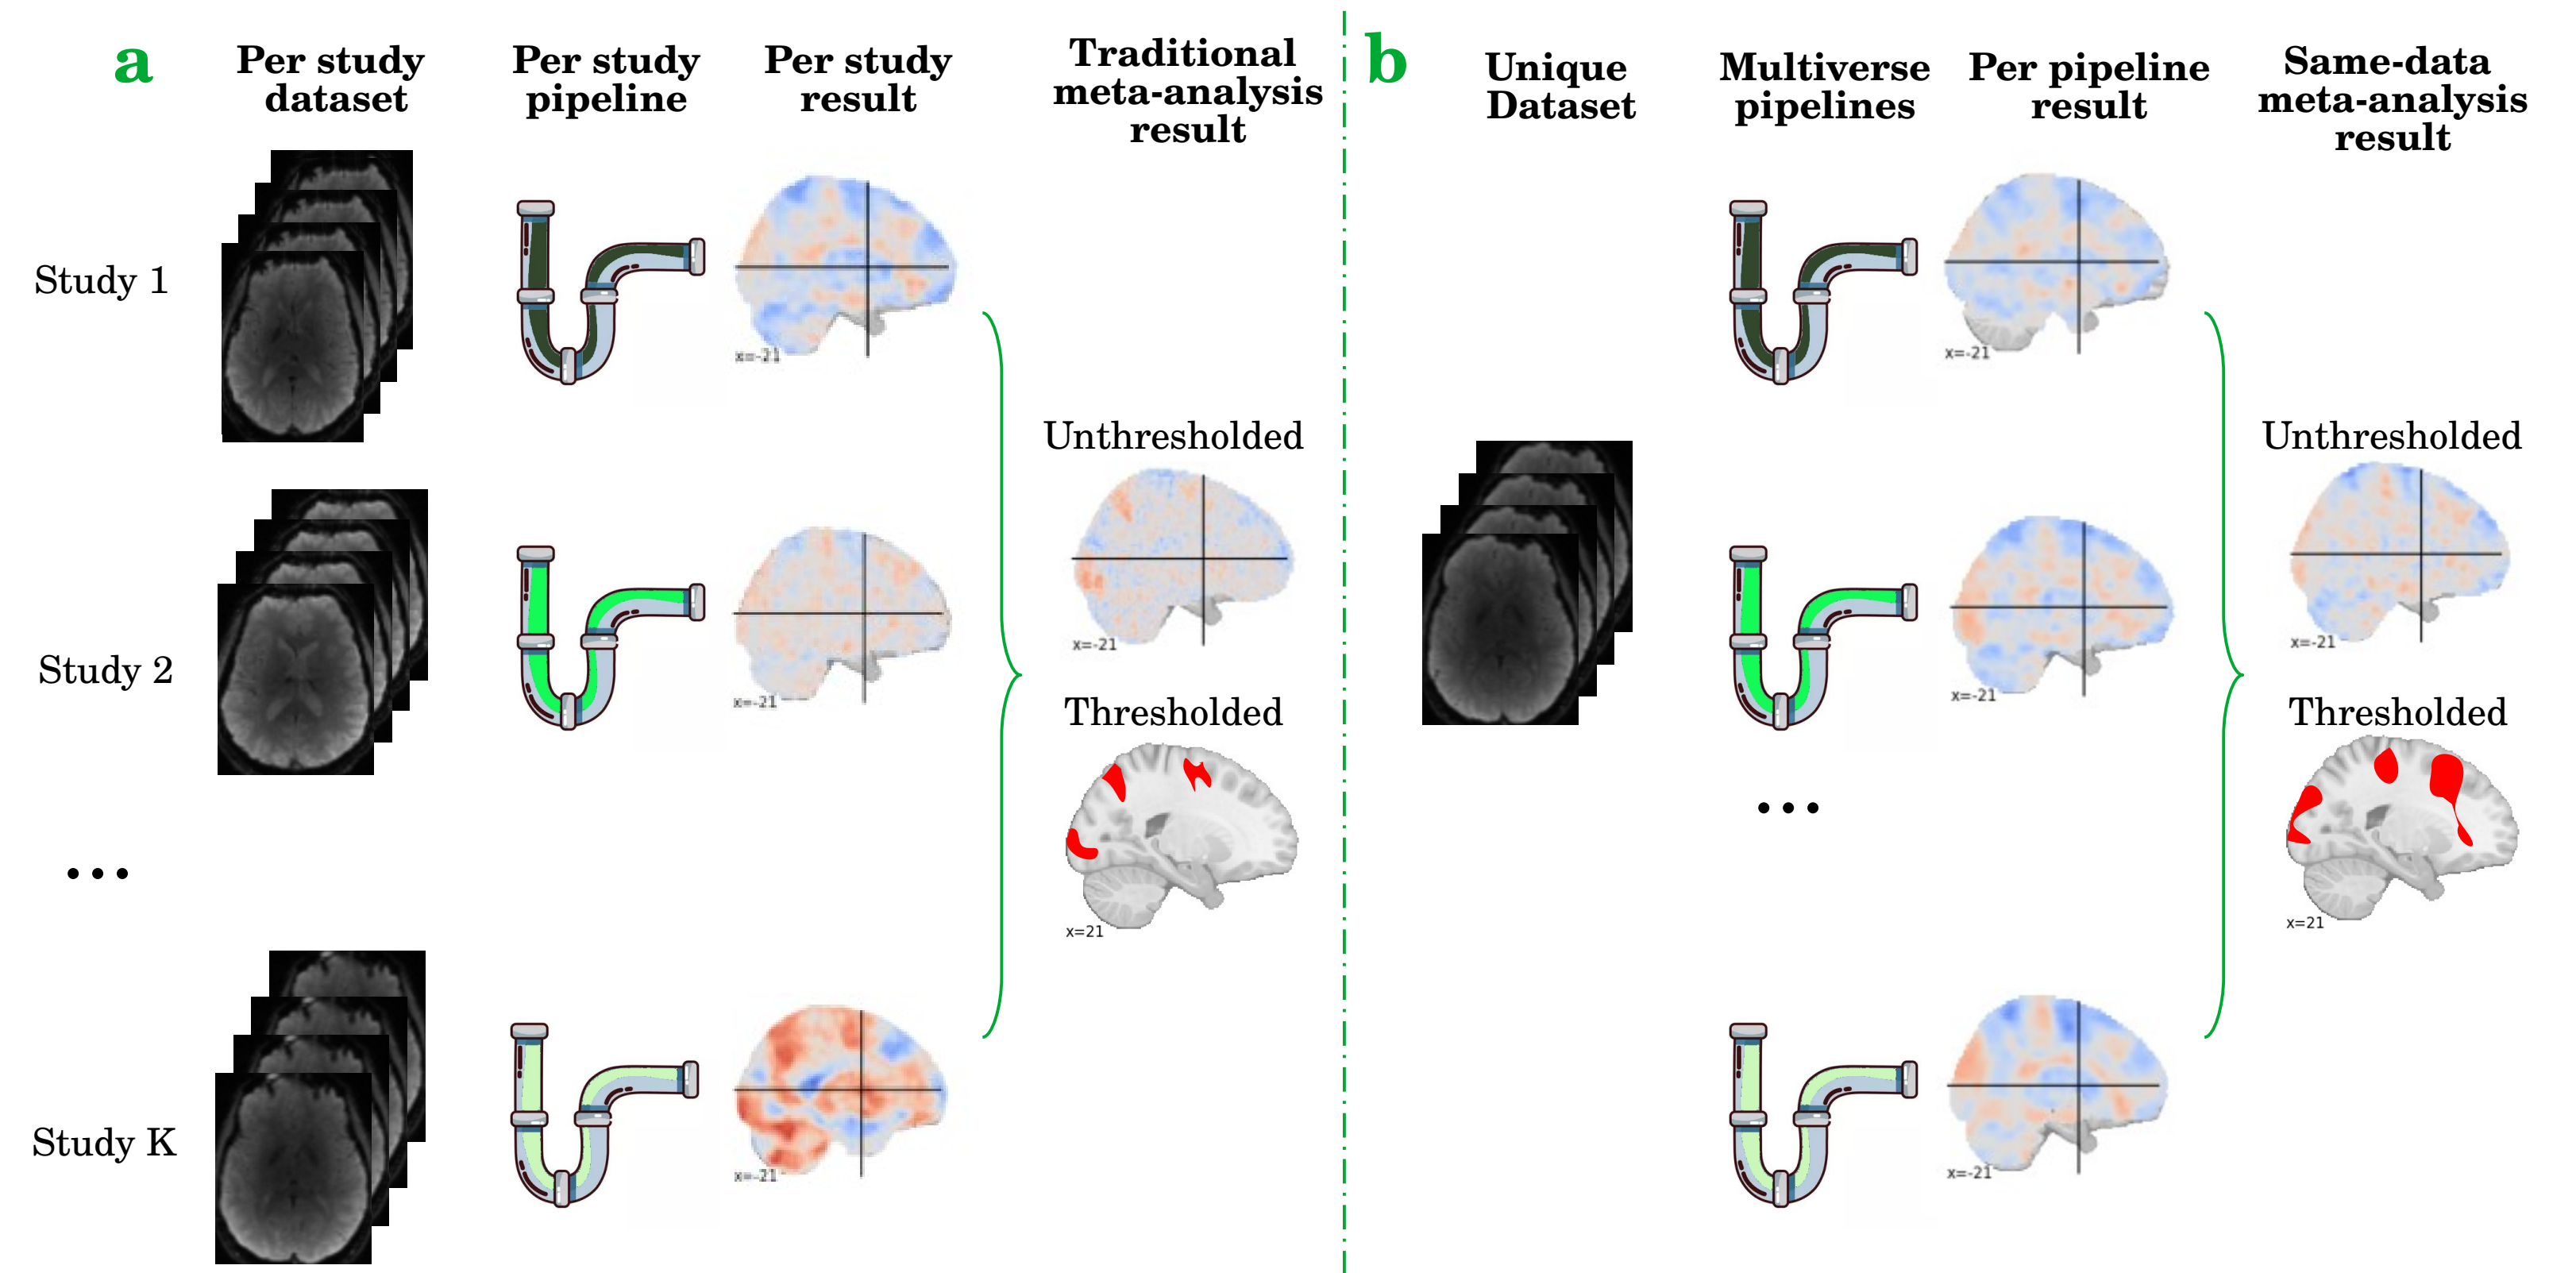 a
Per study
dataset
Per study
pipeline
Per study
result
Traditional
meta-analysis
result
Study 1
x=-21
Study 2
x=-21
...
Study K
x=-21
Unthresholded
x=-21
Thresholded
x=21
b
Unique
Dataset
Multiverse
pipelines
Per pipeline
result
Same-data
meta-analysis
result
x=-21
x=-21
...
x=-21
Unthresholded
x=-21
Thresholded
x=21